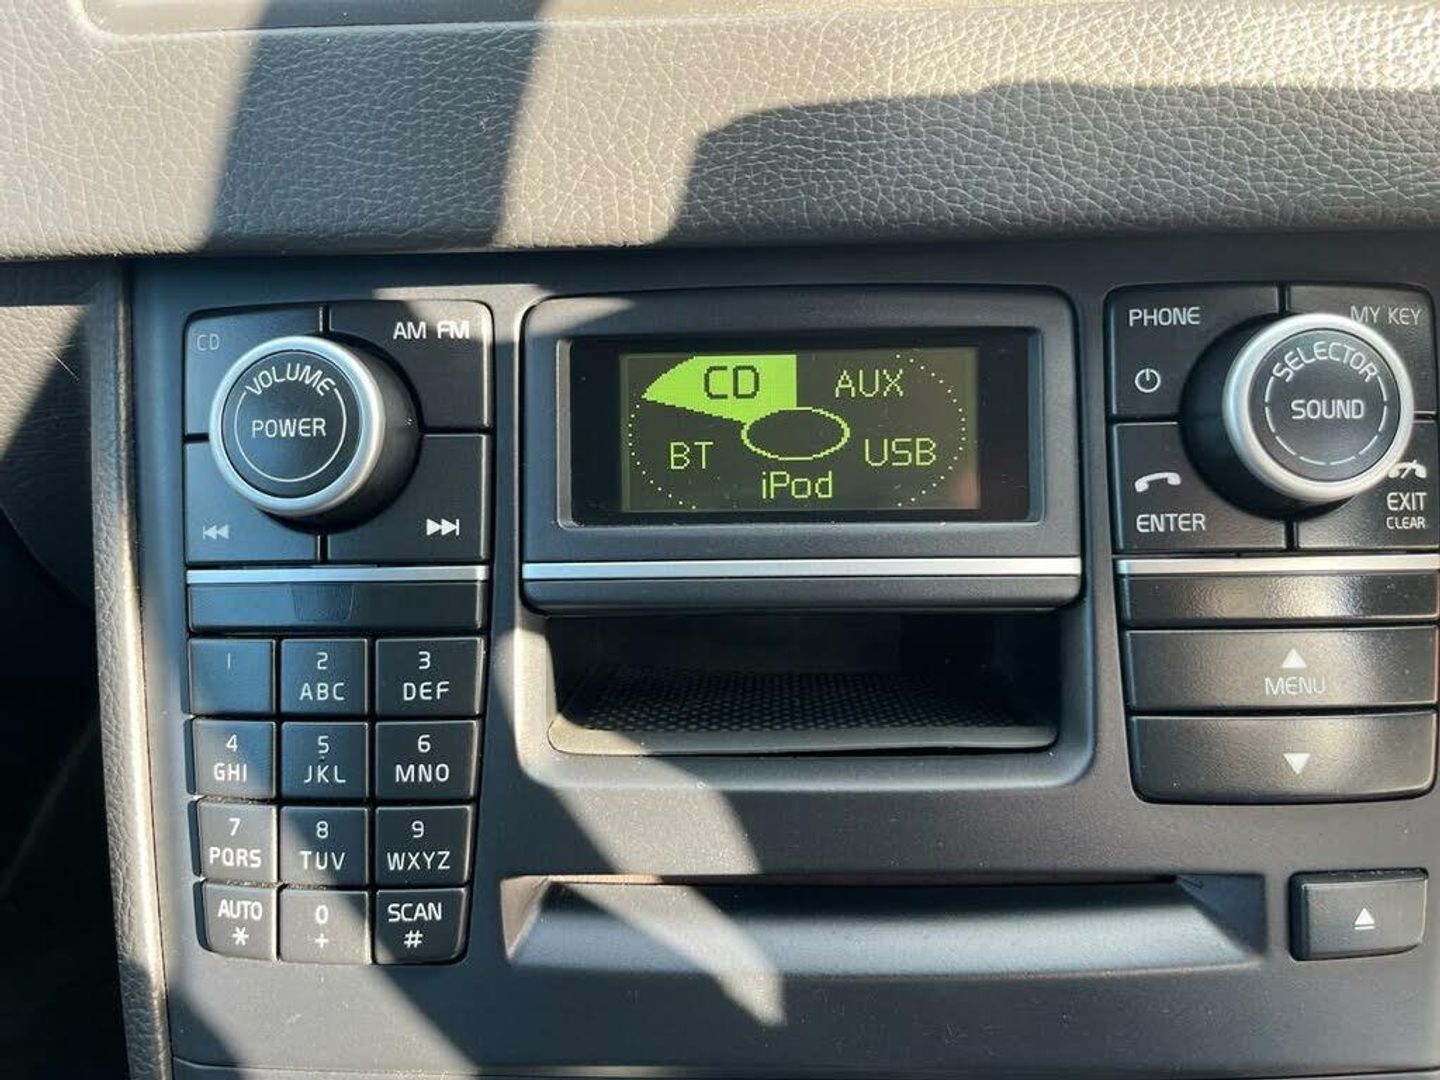 CD
AM FM
VOLUME
POWER
CD
AUX
BT
USB
iPod
PHONE
MY KEY
SELECTOR
SOUND
ENTER
EXIT
CLEAR
1
2
3
ABC
DEF
4
5
6
GHI
JKL
MNO
7
8
9
PQRS
TUV
WXYZ
AUTO
0
SCAN
*
+
#
MENU